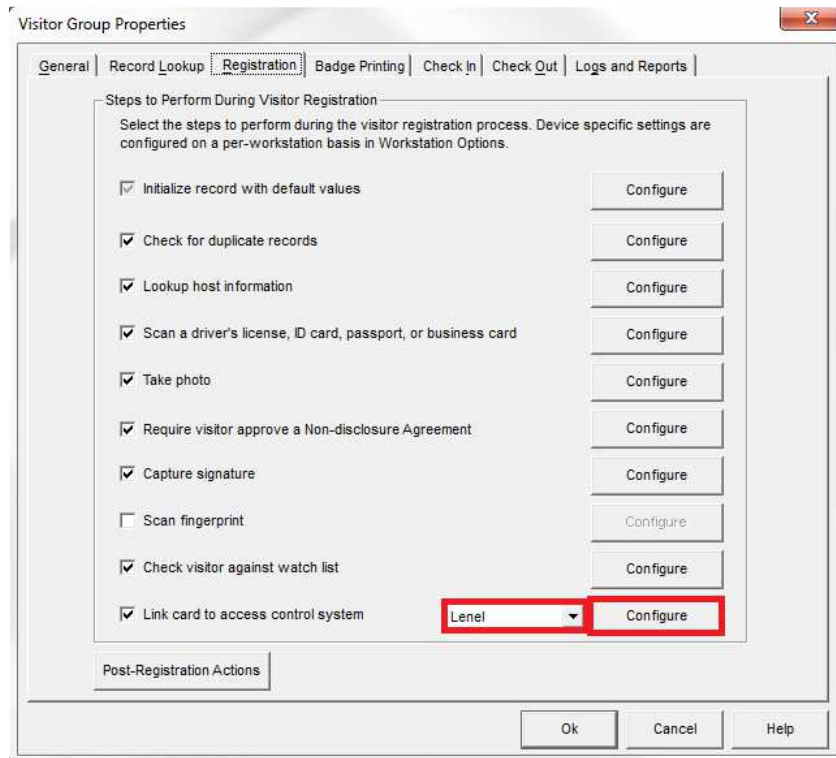 Visitor Group Properties
General Record Lookup Registration Badge Printing Check In Check Out Logs and Reports
Steps to Perform During Visitor Registration
Select the steps to perform during the visitor registration process. Device specific settings are
configured on a per-workstation basis in Workstation Options.
Initialize record with default values Configure
Check for duplicate records Configure
Lookup host information Configure
Scan a driver's license, ID card, passport, or business card Configure
Take photo Configure
Require visitor approve a Non-disclosure Agreement Configure
Capture signature Configure
Scan fingerprint Configure
Check visitor against watch list Configure
Link card to access control system Lenel Configure
Post-Registration Actions
Ok Cancel Help